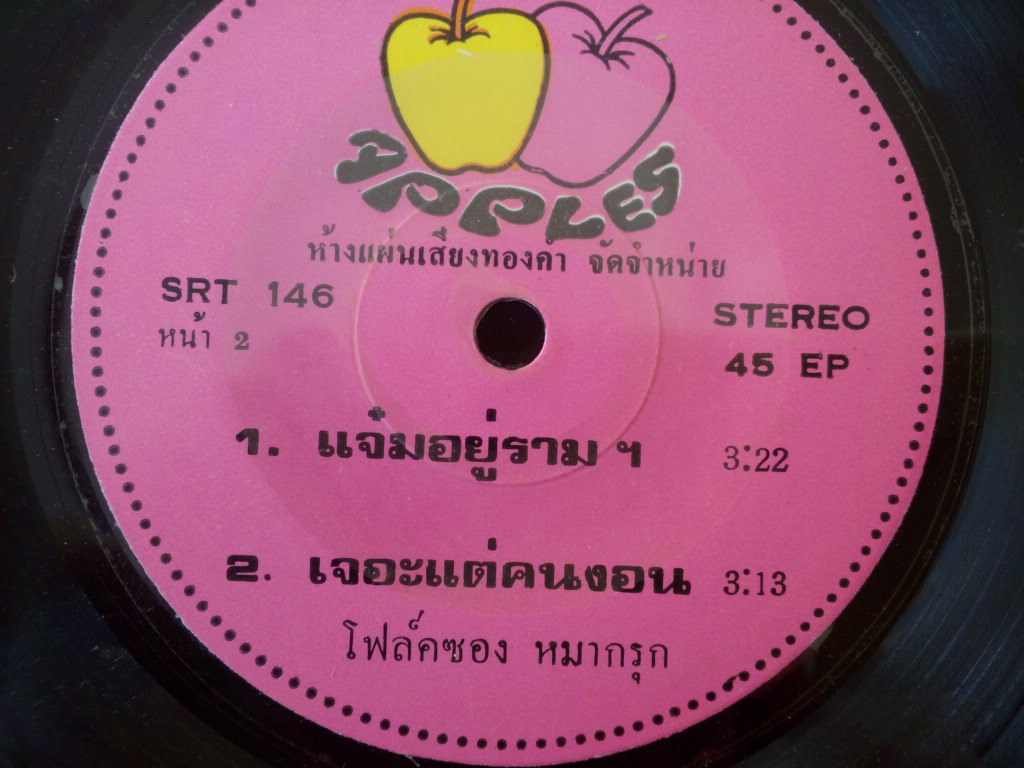 APPLES
ห้างแผ่นเสียงทองคำ จัดจำหน่าย
SRT 146
STEREO
หน้า 2
45 EP
1. แจ๋มอยู่ราม ฯ 3:22
2. เจอะแต่คนงอน 3:13
โฟล์คซอง หมากรุก